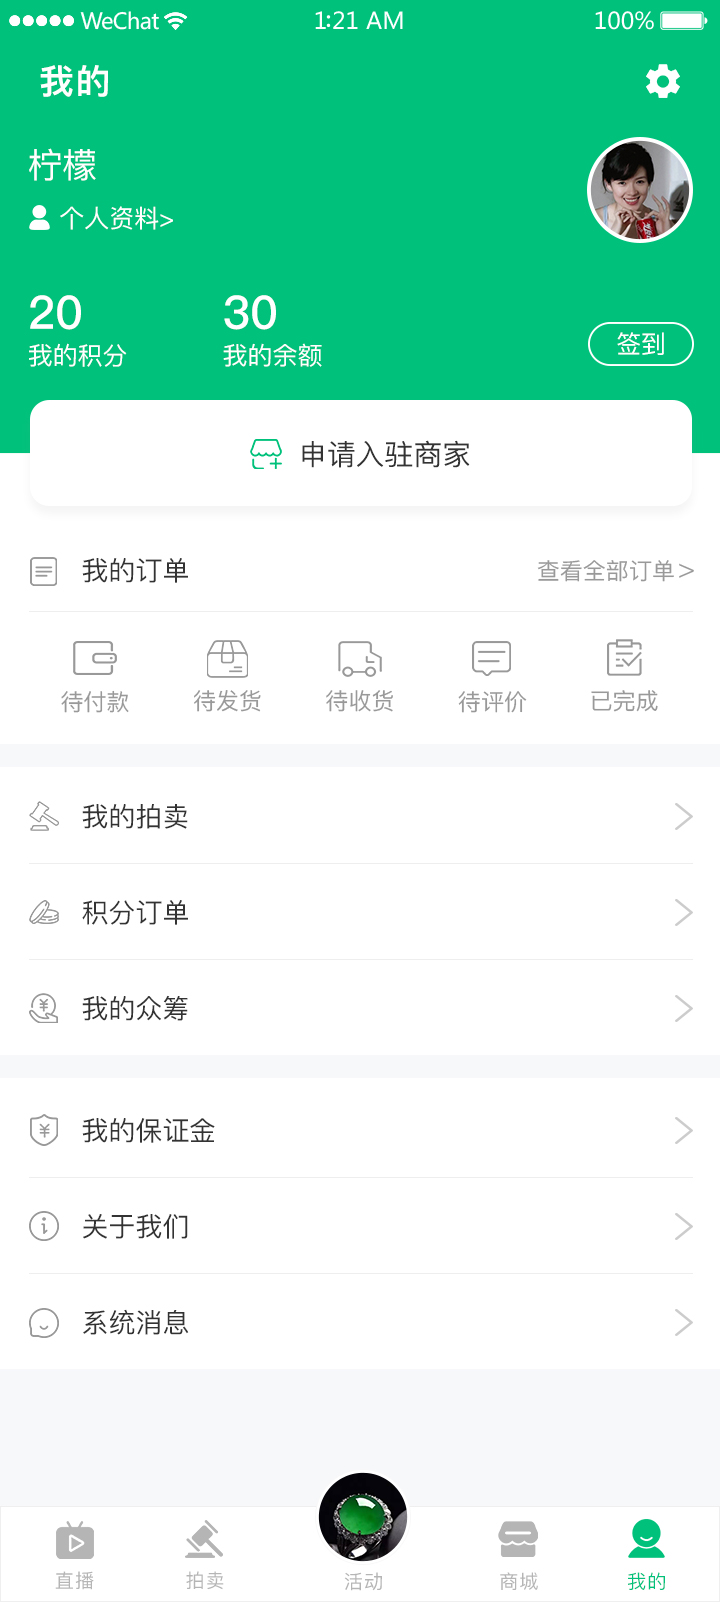 WeChat 1:21 AM 100%
我的
柠檬
个人资料>
20 30
我的积分 我的余额
签到
申请入驻商家
我的订单 查看全部订单>
待付款 待发货 待收货 待评价 已完成
我的拍卖
积分订单
我的众筹
我的保证金
关于我们
系统消息
直播 拍卖 活动 商城 我的